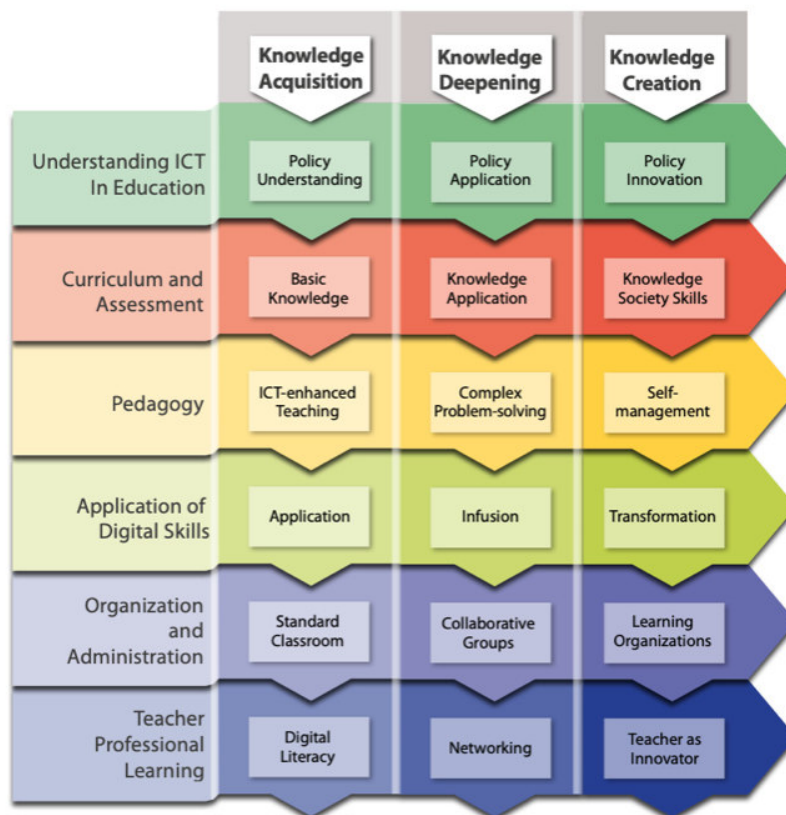 Knowledge
Acquisition
Knowledge
Deepening
Knowledge
Creation
Understanding ICT
In Education
Policy
Understanding
Policy
Application
Policy
Innovation
Curriculum and
Assessment
Basic
Knowledge
Knowledge
Application
Knowledge
Society Skills
Pedagogy
ICT-enhanced
Teaching
Complex
Problem-solving
Self-
management
Application of
Digital Skills
Application
Infusion
Transformation
Organization
and
Administration
Standard
Classroom
Collaborative
Groups
Learning
Organizations
Teacher
Professional
Learning
Digital
Literacy
Networking
Teacher as
Innovator